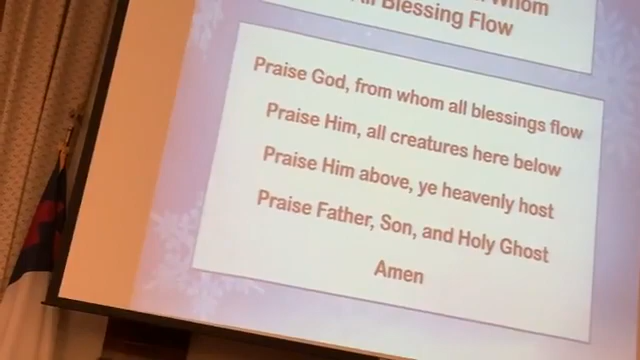 Whom
All Blessing Flow
Praise God, from whom all blessings flow
Praise Him, all creatures here below
Praise Him above, ye heavenly host
Praise Father, Son, and Holy Ghost
Amen